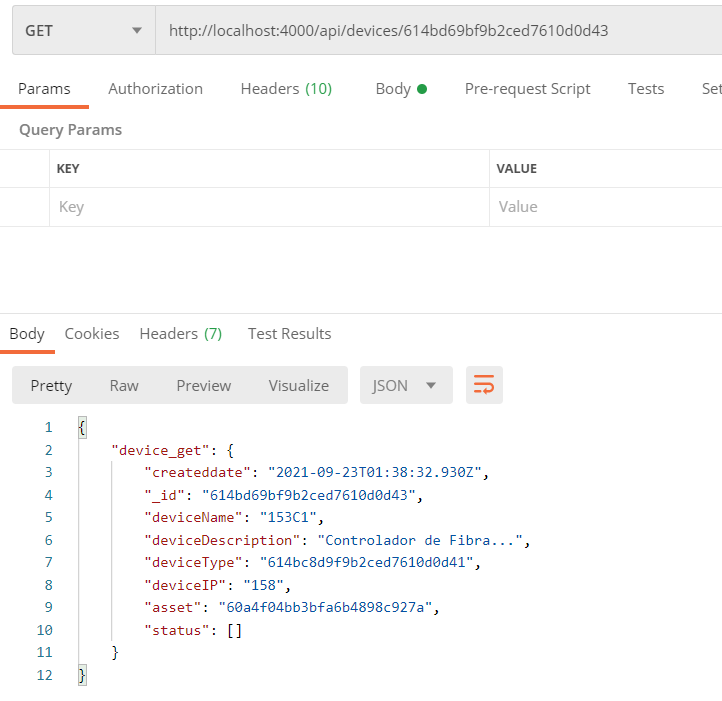 GET http://localhost:4000/api/devices/614bd69bf9b2ced7610d0d43
Params Authorization Headers (10) Body Pre-request Script Tests Set
Query Params
KEY VALUE
Key Value
Body Cookies Headers (7) Test Results
Pretty Raw Preview Visualize JSON
1 {
2 "device_get": {
3 "createddate": "2021-09-23T01:38:32.930Z",
4 "_id": "614bd69bf9b2ced7610d0d43",
5 "deviceName": "153C1",
6 "deviceDescription": "Controlador de Fibra...",
7 "deviceType": "614bc8d9f9b2ced7610d0d41",
8 "deviceIP": "158",
9 "asset": "60a4f04bb3bfa6b4898c927a",
10 "status": []
11 }
12 }